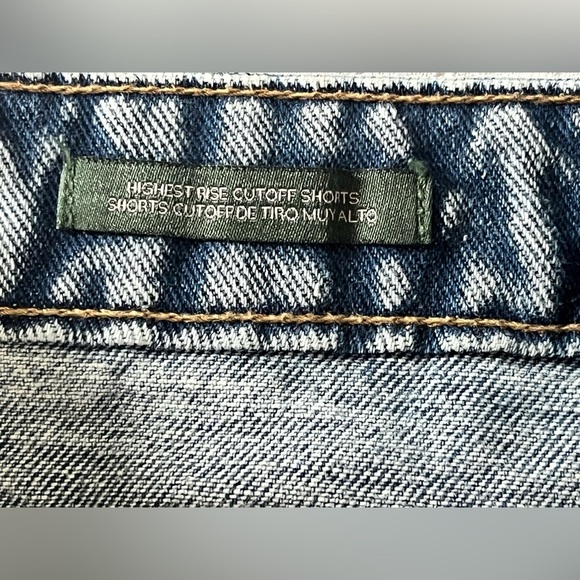 HIGHEST RISE CUTOFF SHORTS
SHORTS CUTOFF DE TIRO MUY ALTO